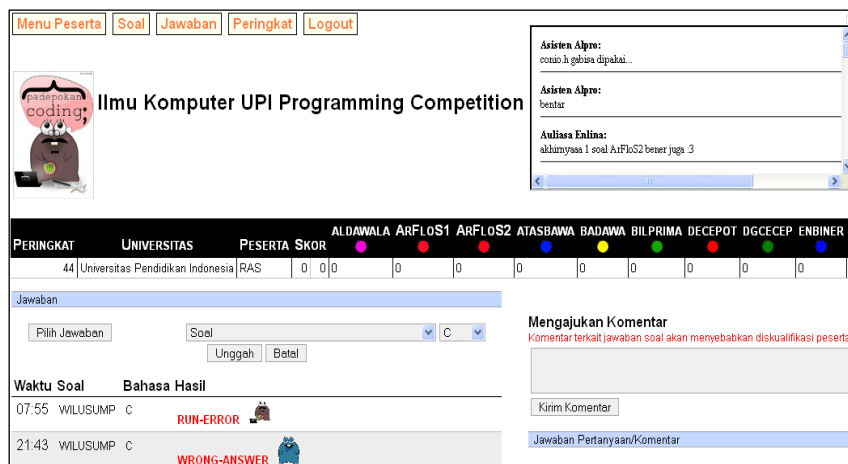 Menu Peserta Soal Jawaban Peringkat Logout
Asisten Alpro:
conio.h gabisa dipakai...
Asisten Alpro:
bentar
Auliasa Enlina:
akhirnyaaa 1 soal ArFloS2 bener juga :3
padepokan
coding;
Ilmu Komputer UPI Programming Competition
PERINGKAT UNIVERSITAS PESERTA SKOR ALDAWALA ARFLOS1 ARFLOS2 ATASBAWA BADAWA BILPRIMA DECEPOT DGCECEP ENBINER
44 Universitas Pendidikan Indonesia RAS 0 0 0 0 0 0 0 0 0 0 0
Jawaban
Pilih Jawaban Soal C
Unggah Batal
Waktu Soal Bahasa Hasil
07:55 WILUSUMP C RUN-ERROR
21:43 WILUSUMP C WRONG-ANSWER
Mengajukan Komentar
Komentar terkait jawaban soal akan menyebabkan diskualifikasi peserta
Kirim Komentar
Jawaban Pertanyaan/Komentar